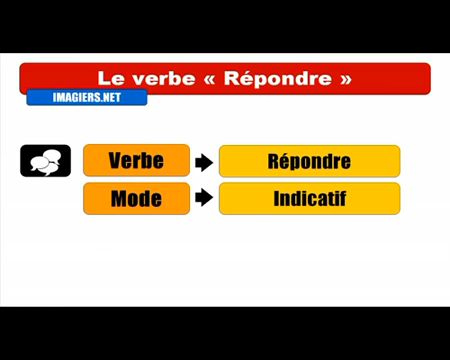 Le verbe « Répondre »
IMAGIERS.NET
Verbe Répondre
Mode Indicatif